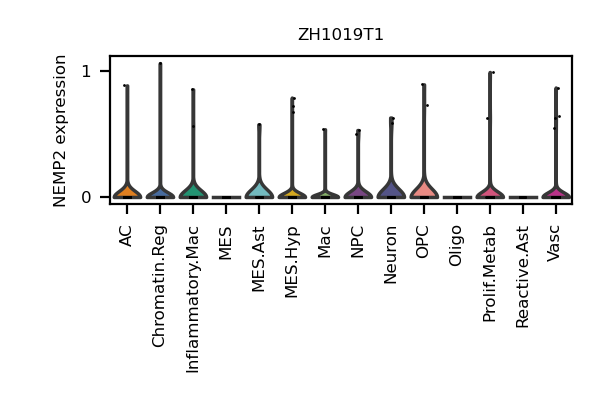 ZH1019T1
NEMP2 expression
1
0
AC
Chromatin.Reg
Inflammatory.Mac
MES
MES.Ast
MES.Hyp
Mac
NPC
Neuron
OPC
Oligo
Prolif.Metab
Reactive.Ast
Vasc